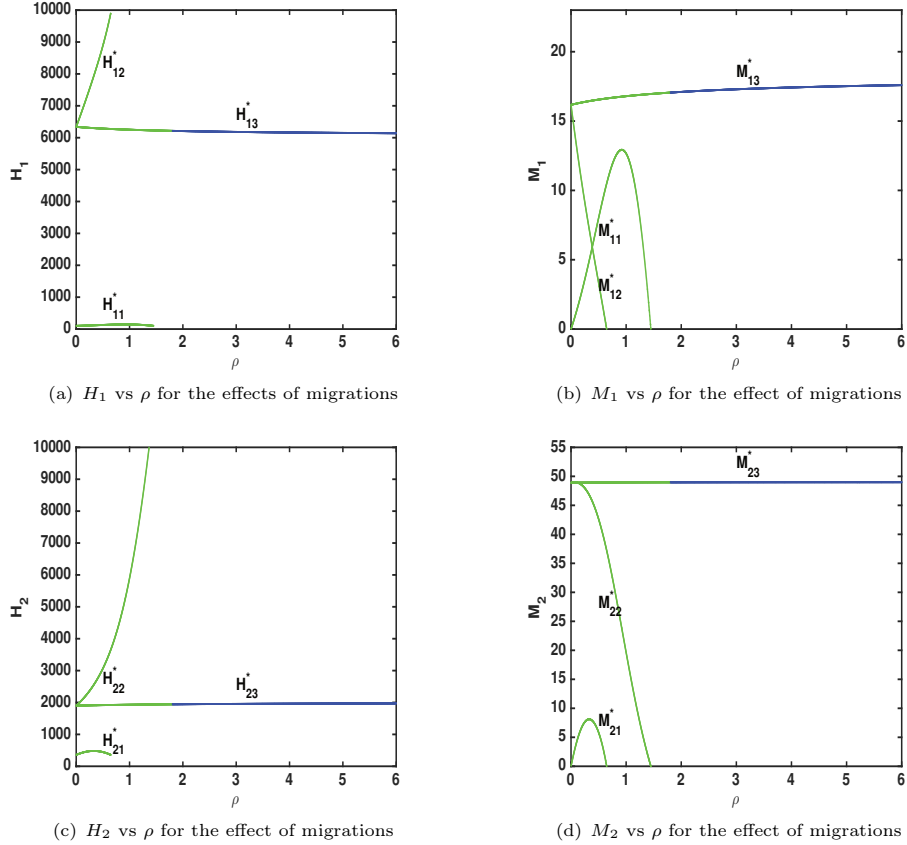 10000
9000
8000
7000
6000
5000
4000
3000
2000
1000
0
H₁
H*₁₂
H*₁₃
H*₁₁
0 1 2 3 4 5 6
ρ
(a) H₁ vs ρ for the effects of migrations
20
15
10
5
0
M₁
M*₁₃
M*₁₁
M*₁₂
0 1 2 3 4 5 6
ρ
(b) M₁ vs ρ for the effect of migrations
10000
9000
8000
7000
6000
5000
4000
3000
2000
1000
0
H₂
H*₂₂
H*₂₃
H*₂₁
0 1 2 3 4 5 6
ρ
(c) H₂ vs ρ for the effect of migrations
55
50
45
40
35
30
25
20
15
10
5
0
M₂
M*₂₃
M*₂₂
M*₂₁
0 1 2 3 4 5 6
ρ
(d) M₂ vs ρ for the effect of migrations